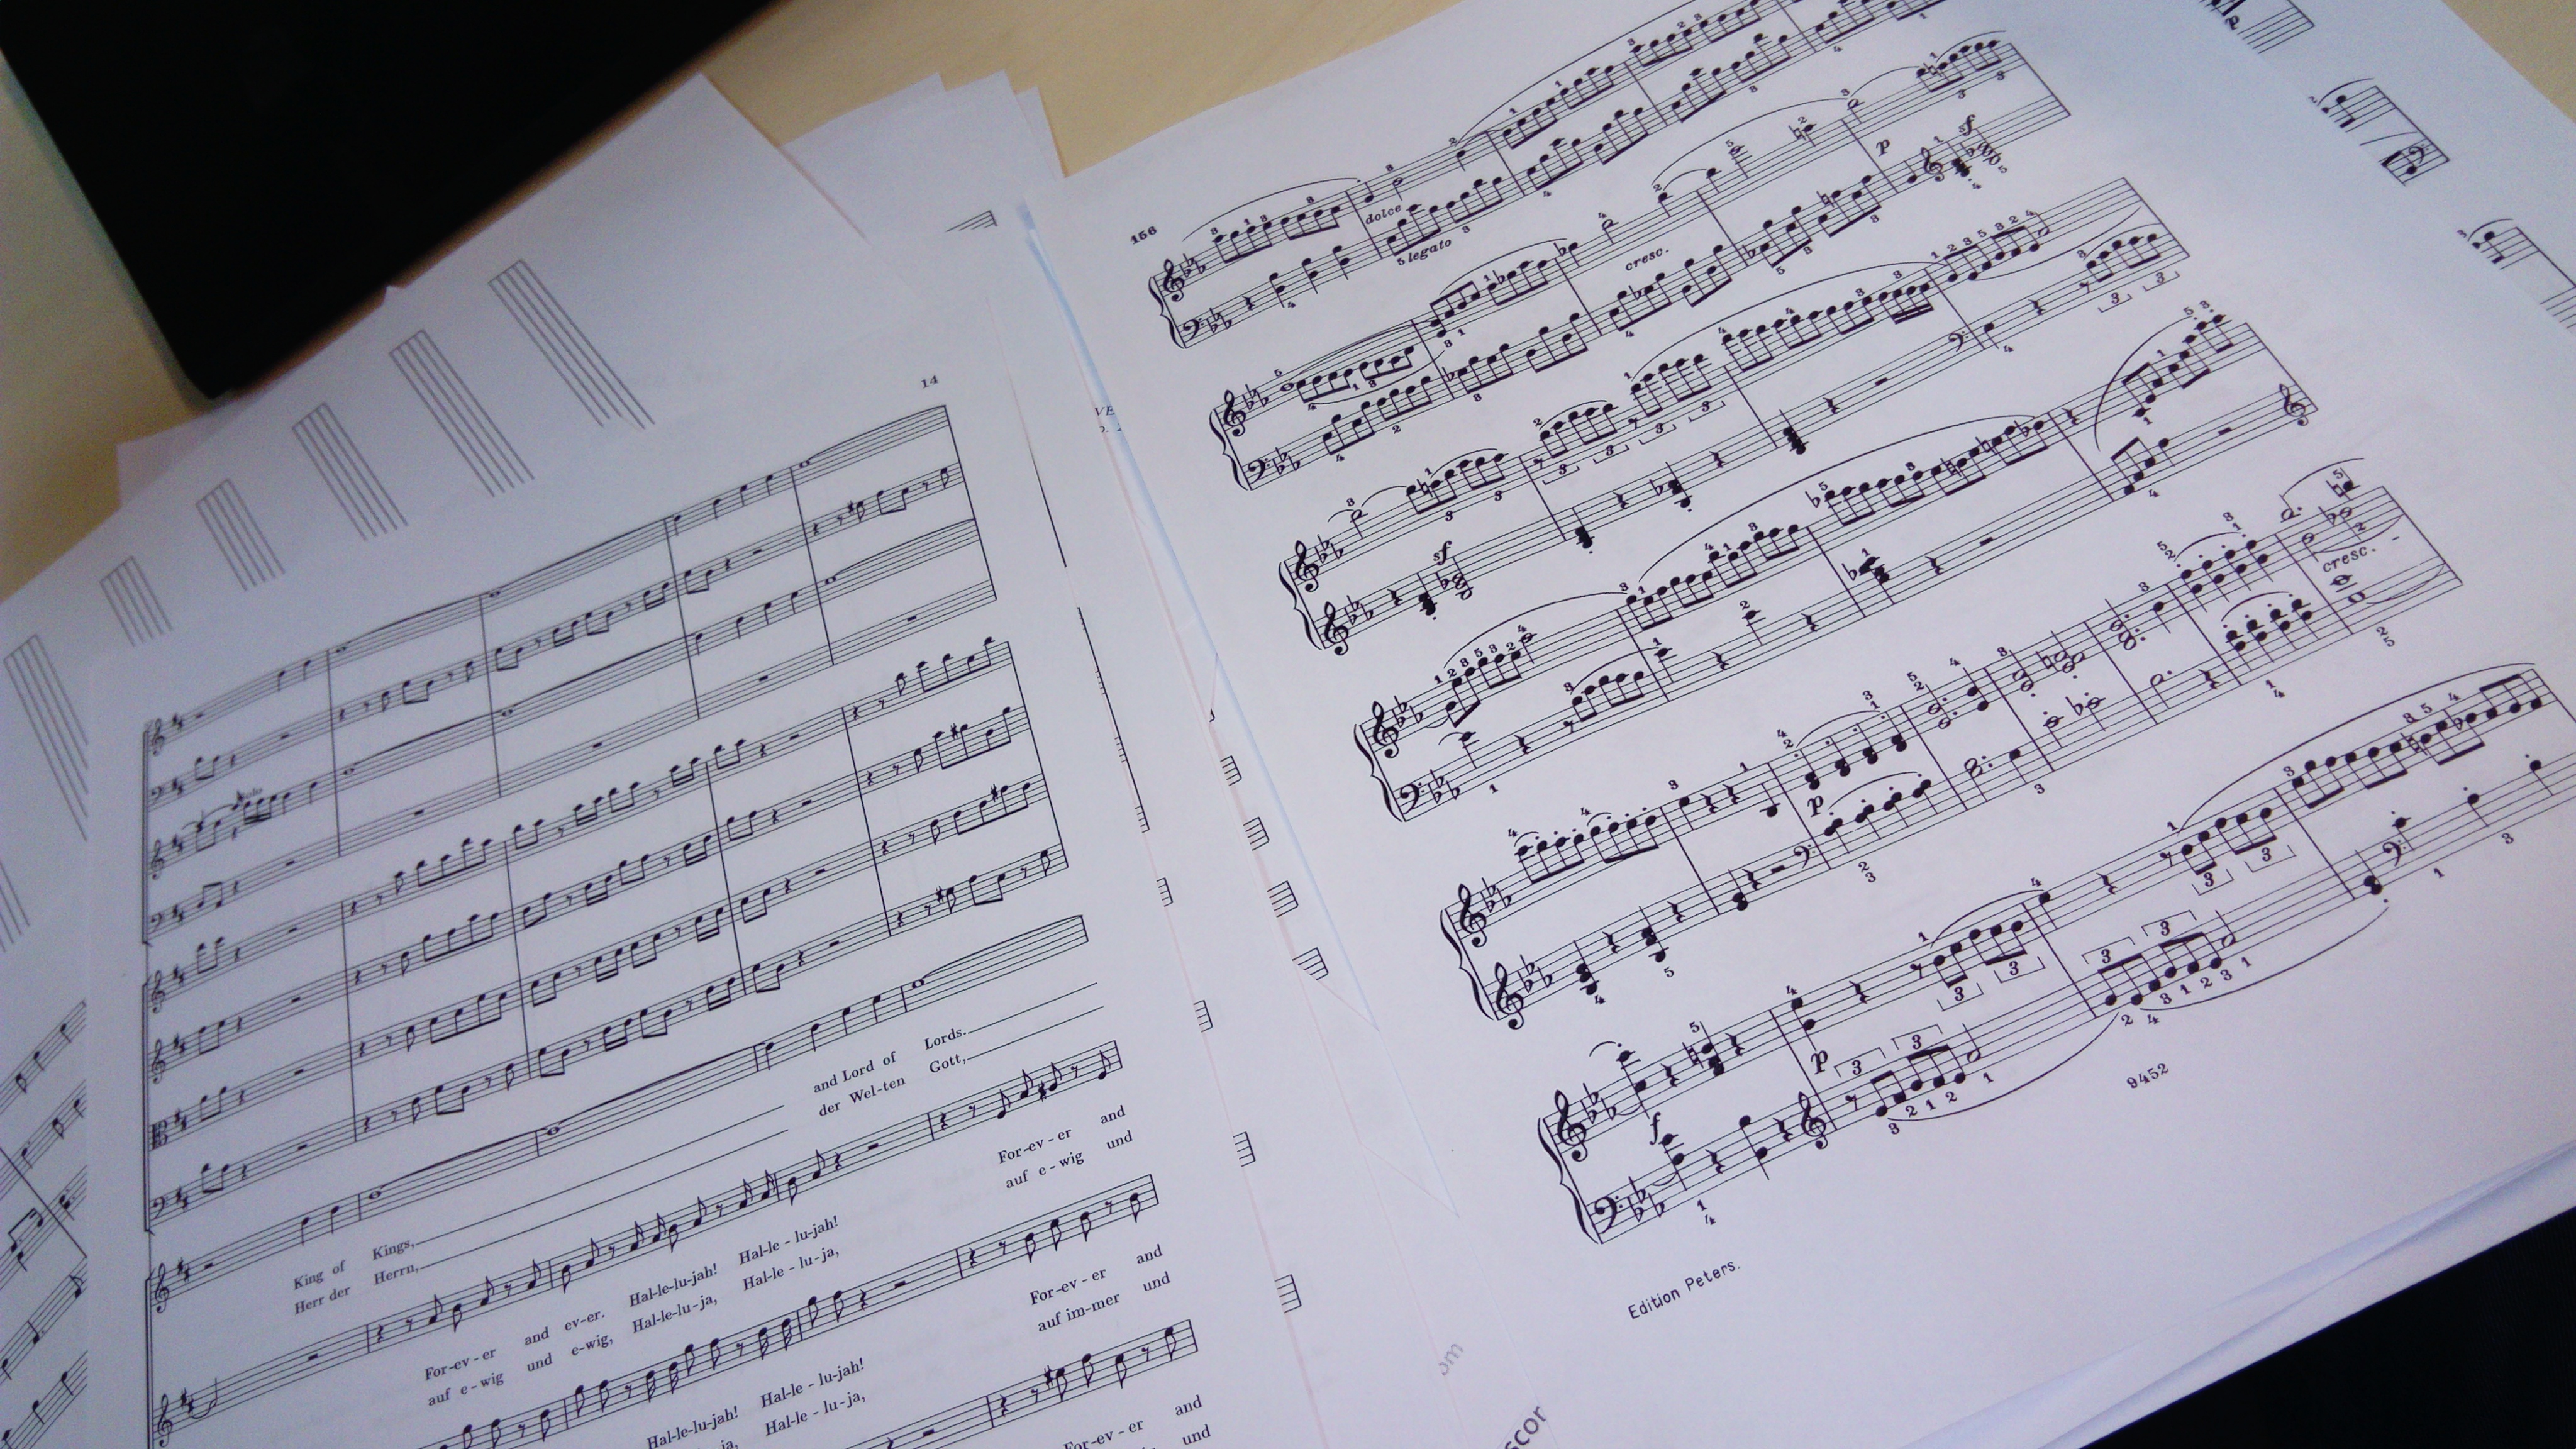 14
King of Kings, and Lord of Lords.
Herr der Herrn, der Wel-ten Gott,
For-ev-er and ev-er. Hal-le-lu-jah! Hal-le-lu-jah! For-ev-er and
auf e-wig und e-wig, Hal-le-lu-ja, Hal-le-lu-ja, auf e-wig und
Hal-le-lu-jah! Hal-le-lu-jah! For-ev-er and
ja, Hal-le-lu-ja, auf im-mer und
For-ev-er and
und
156
dolce
legato
cresc.
p
sf
sf
p
cresc.
f
p
9452
Edition Peters.